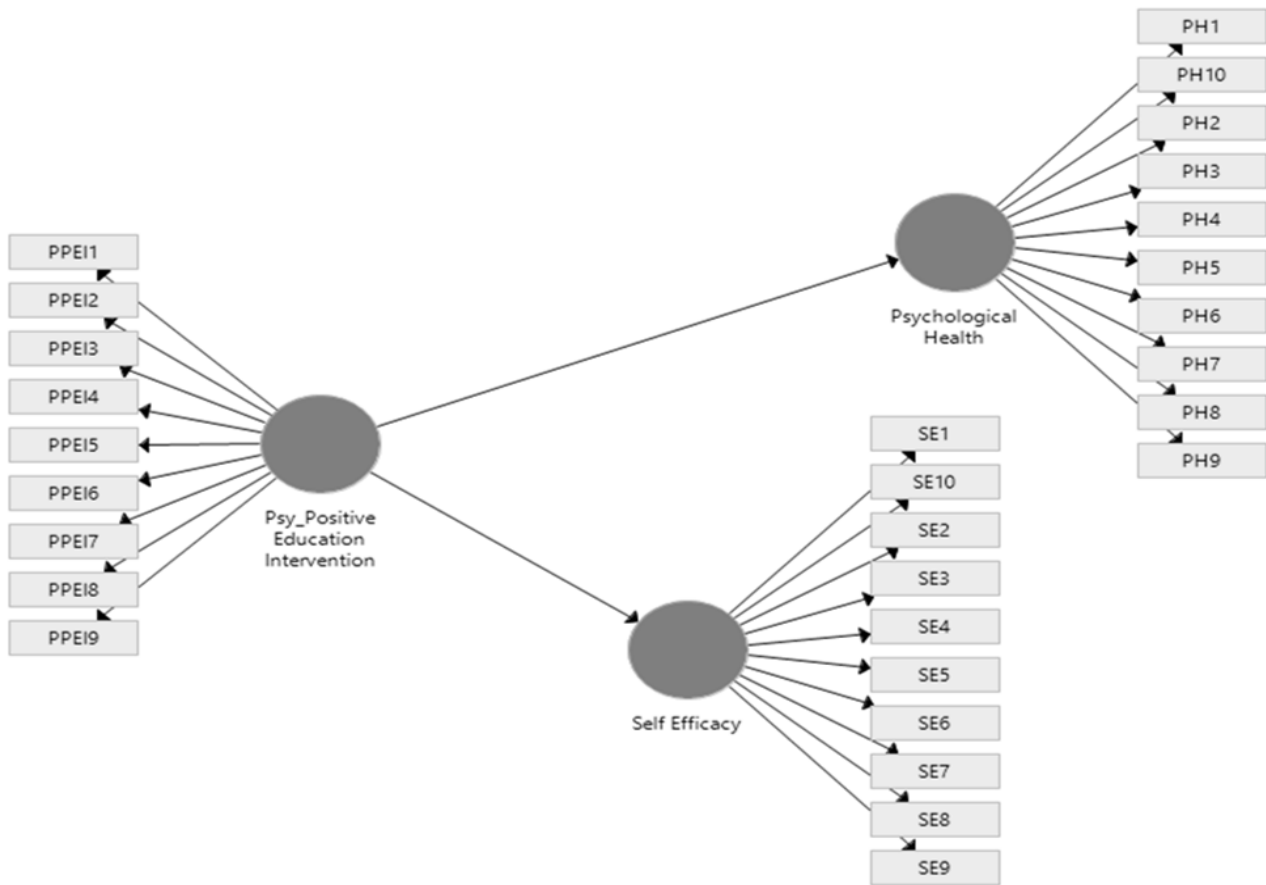 PPEI1
PPEI2
PPEI3
PPEI4
PPEI5
PPEI6
PPEI7
PPEI8
PPEI9
Psy_Positive
Education
Intervention
PH1
PH10
PH2
PH3
PH4
PH5
PH6
PH7
PH8
PH9
Psychological
Health
SE1
SE10
SE2
SE3
SE4
SE5
SE6
SE7
SE8
SE9
Self Efficacy